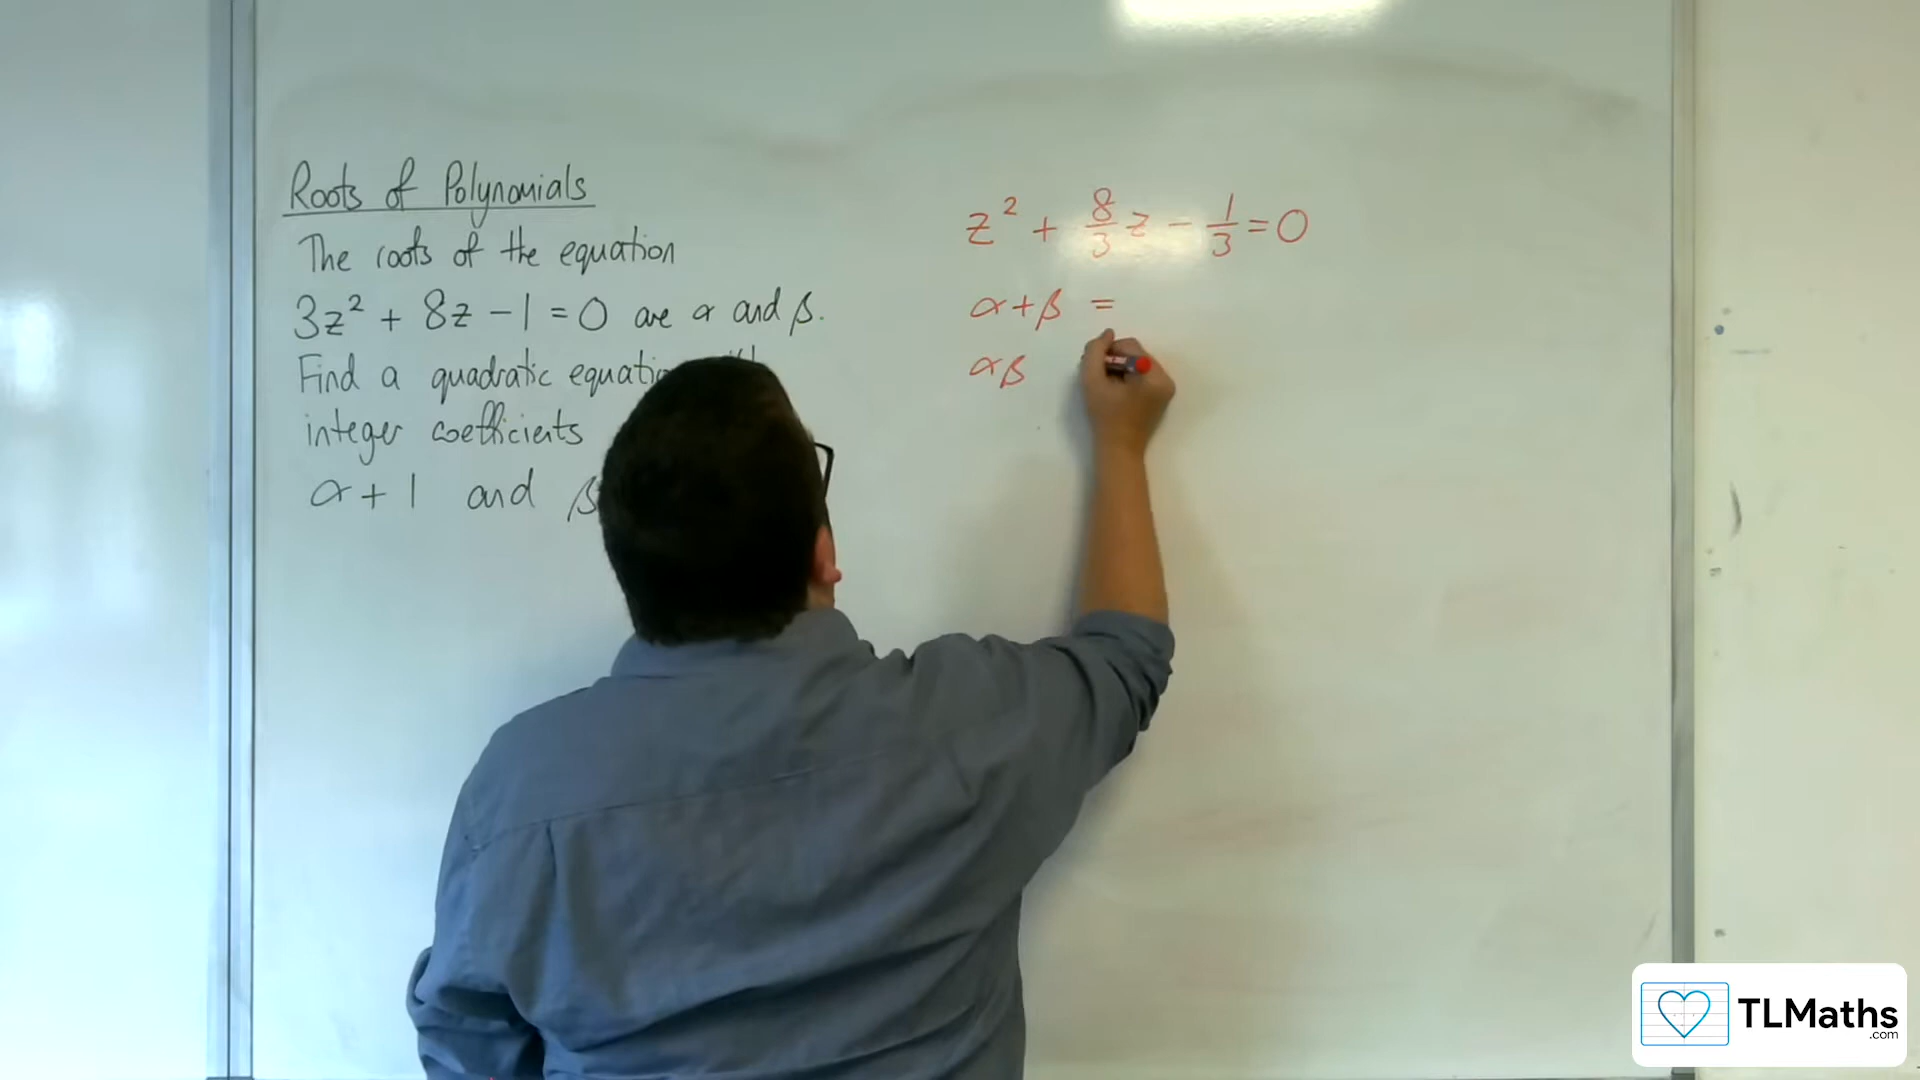 Roots of Polynomials
The roots of the equation
3z² + 8z - 1 = 0 are α and β.
Find a quadratic
integer coefficients
α + 1 and β
z² + 8/3 z - 1/3 = 0
α + β =
αβ
TLMaths
.com